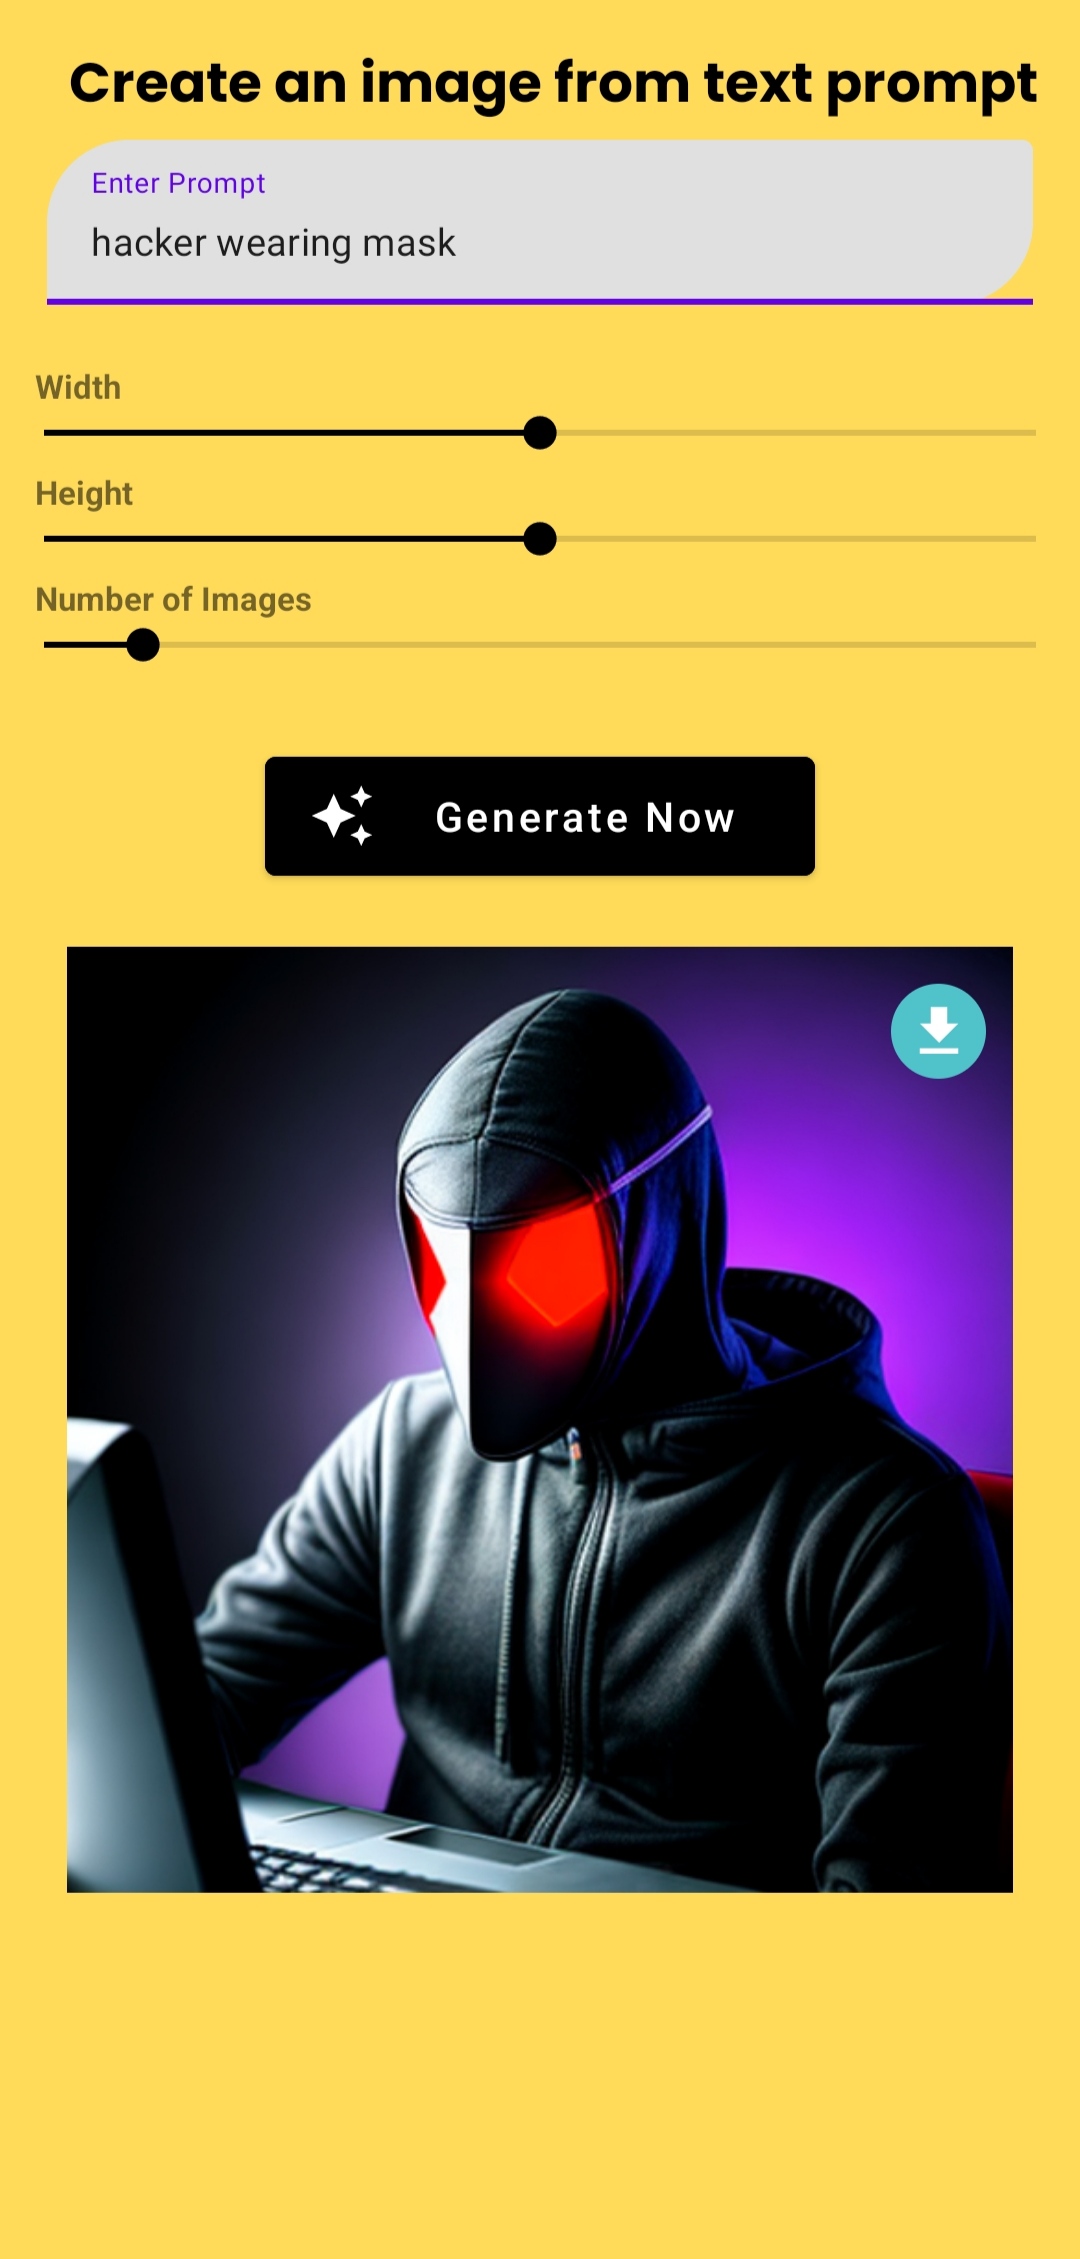 Create an image from text prompt
Enter Prompt
hacker wearing mask
Width
Height
Number of Images
Generate Now